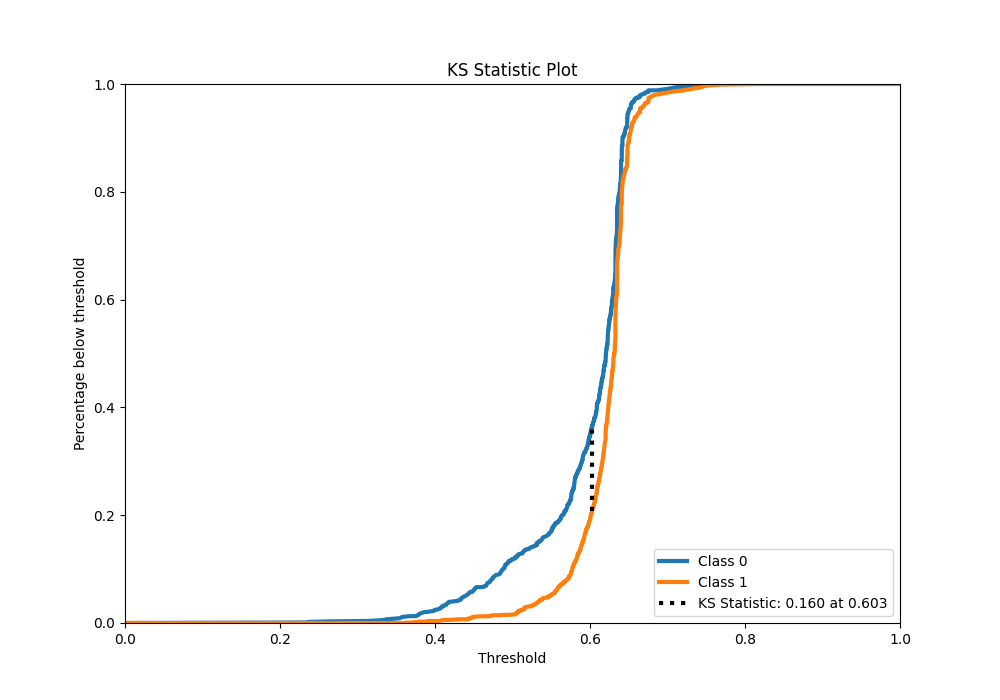 KS Statistic Plot
Percentage below threshold
1.0
0.8
0.6
0.4
0.2
0.0
0.0 0.2 0.4 0.6 0.8 1.0
Threshold
Class 0
Class 1
KS Statistic: 0.160 at 0.603